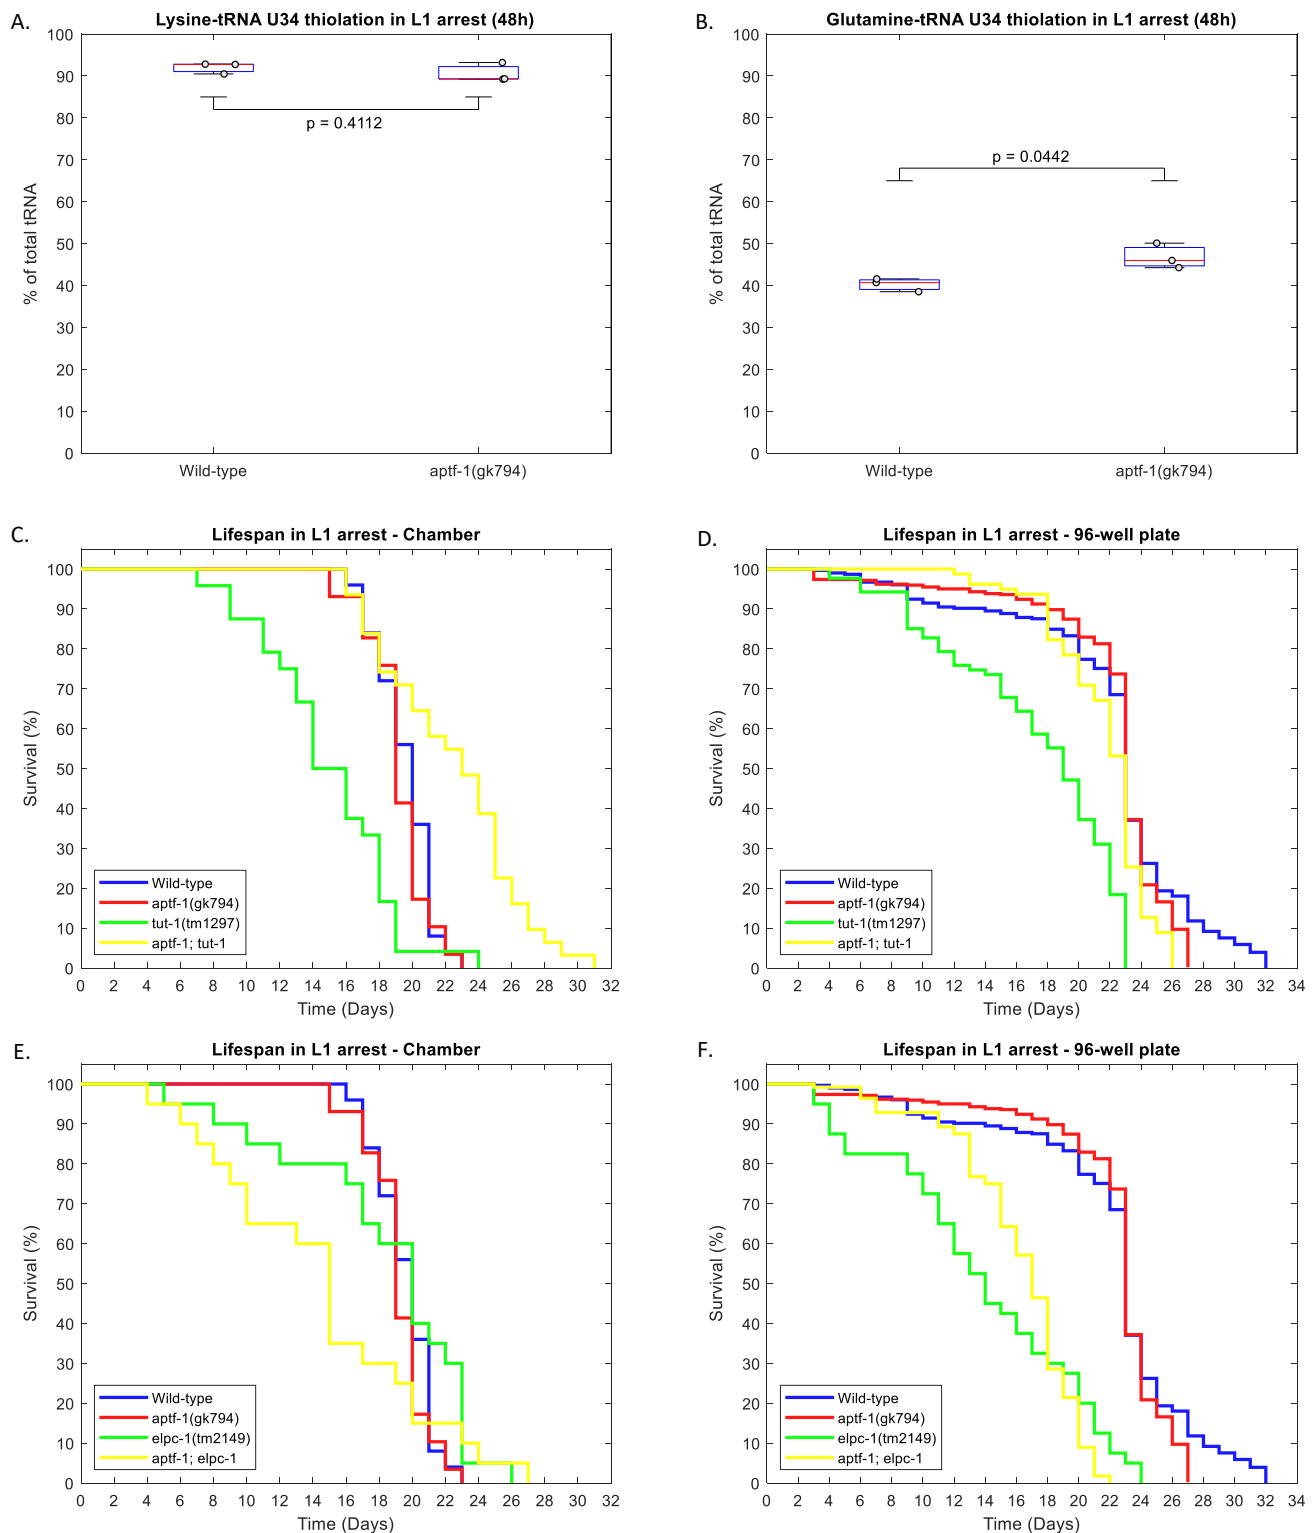 A.
Lysine-tRNA U34 thiolation in L1 arrest (48h)
% of total tRNA
100
90
80
70
60
50
40
30
20
10
0
p = 0.4112
Wild-type aptf-1(gk794)
B.
Glutamine-tRNA U34 thiolation in L1 arrest (48h)
% of total tRNA
100
90
80
70
60
50
40
30
20
10
0
p = 0.0442
Wild-type aptf-1(gk794)
C.
Lifespan in L1 arrest - Chamber
Survival (%)
100
90
80
70
60
50
40
30
20
10
0
Wild-type
aptf-1(gk794)
tut-1(tm1297)
aptf-1; tut-1
0 2 4 6 8 10 12 14 16 18 20 22 24 26 28 30 32
Time (Days)
D.
Lifespan in L1 arrest - 96-well plate
Survival (%)
100
90
80
70
60
50
40
30
20
10
0
Wild-type
aptf-1(gk794)
tut-1(tm1297)
aptf-1; tut-1
0 2 4 6 8 10 12 14 16 18 20 22 24 26 28 30 32 34
Time (Days)
E.
Lifespan in L1 arrest - Chamber
Survival (%)
100
90
80
70
60
50
40
30
20
10
0
Wild-type
aptf-1(gk794)
elpc-1(tm2149)
aptf-1; elpc-1
0 2 4 6 8 10 12 14 16 18 20 22 24 26 28 30 32
Time (Days)
F.
Lifespan in L1 arrest - 96-well plate
Survival (%)
100
90
80
70
60
50
40
30
20
10
0
Wild-type
aptf-1(gk794)
elpc-1(tm2149)
aptf-1; elpc-1
0 2 4 6 8 10 12 14 16 18 20 22 24 26 28 30 32 34
Time (Days)